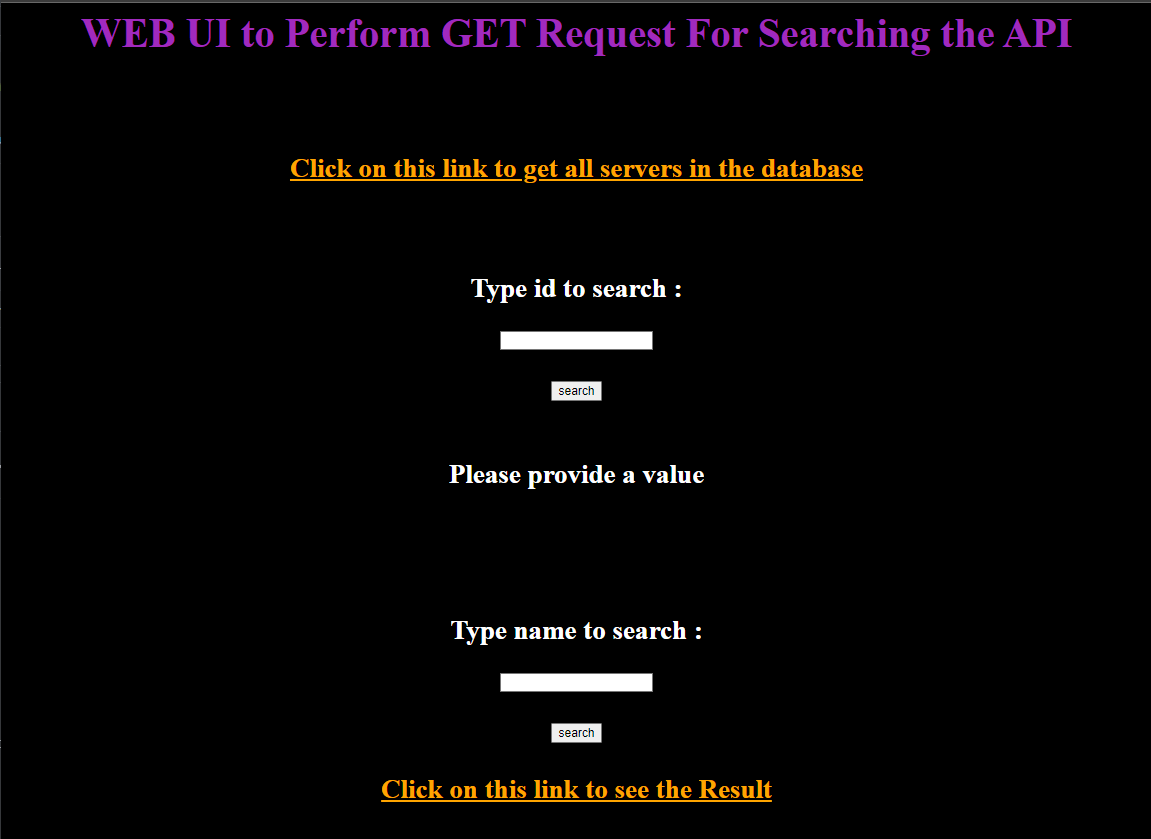 WEB UI to Perform GET Request For Searching the API
Click on this link to get all servers in the database
Type id to search :
search
Please provide a value
Type name to search :
search
Click on this link to see the Result